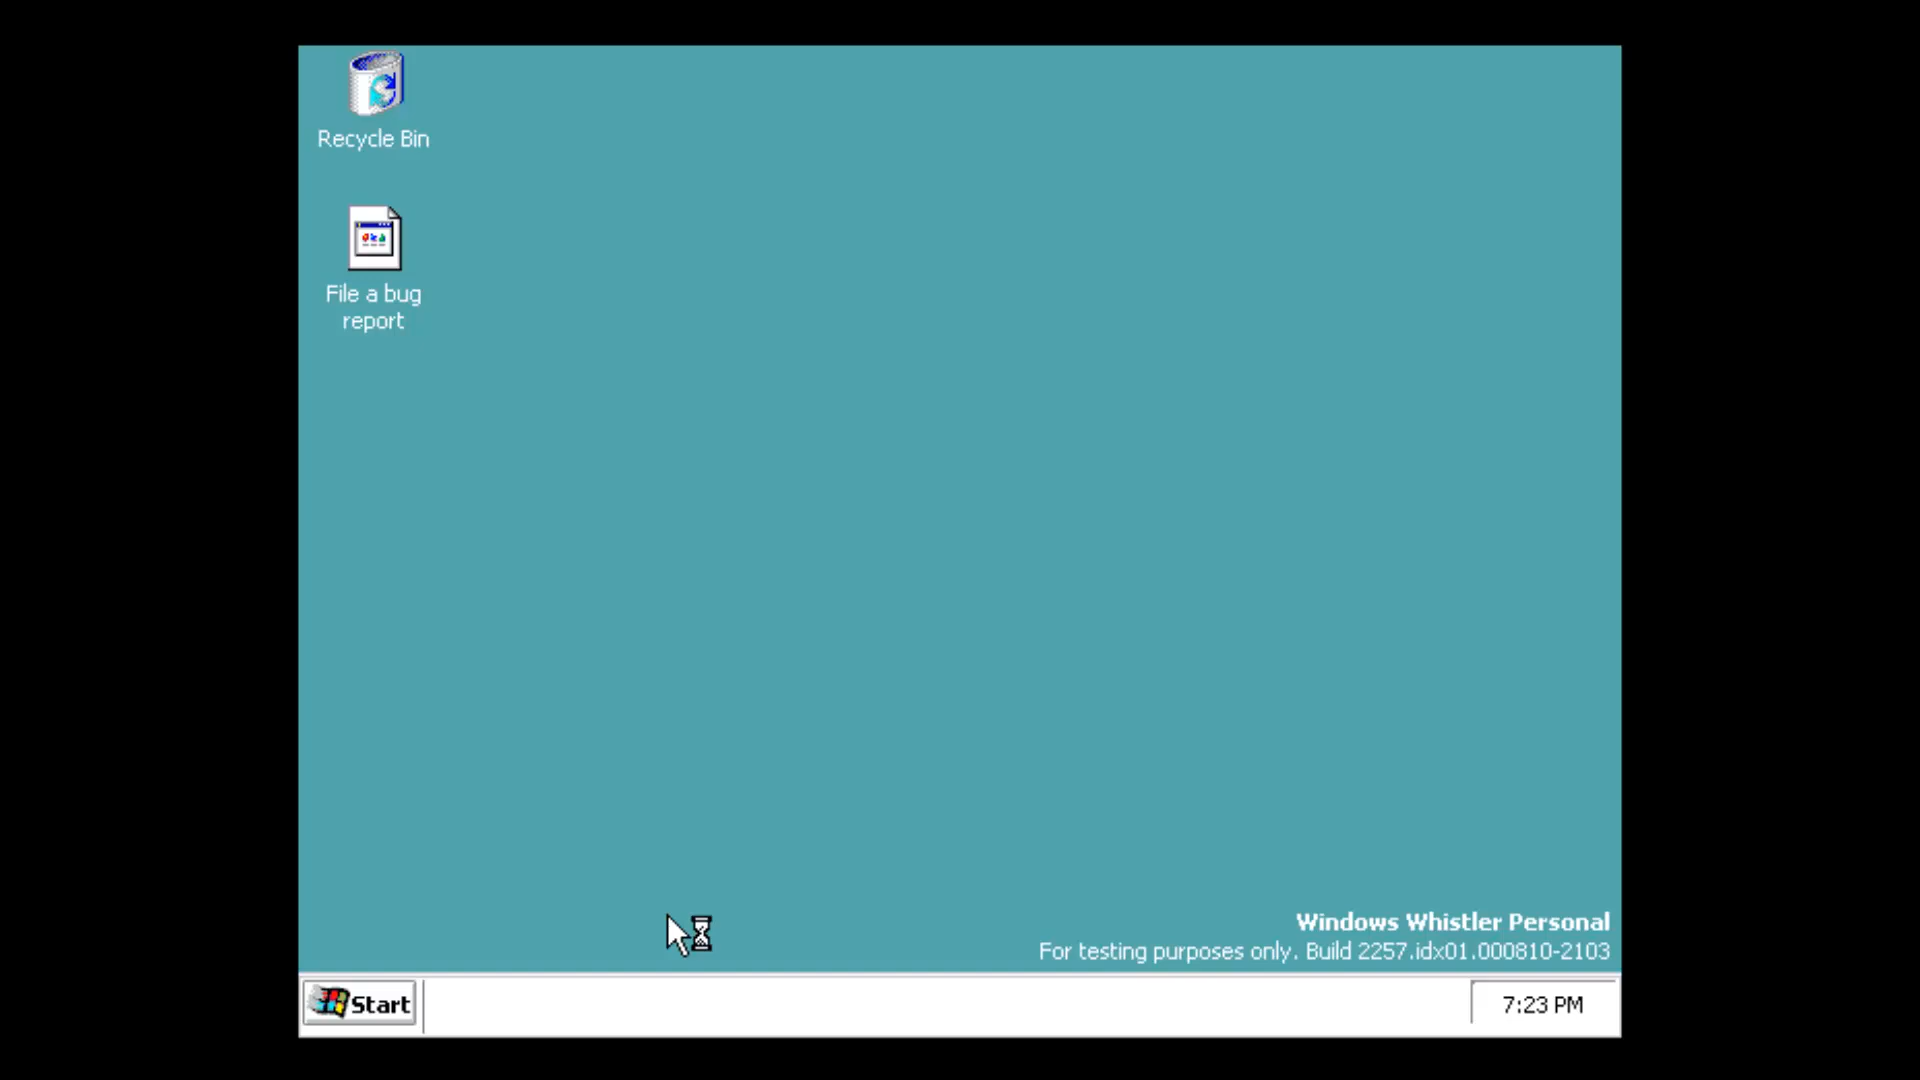 Recycle Bin
File a bug
report
Windows Whistler Personal
For testing purposes only. Build 2257.idx01.000810-2103
Start
7:23 PM